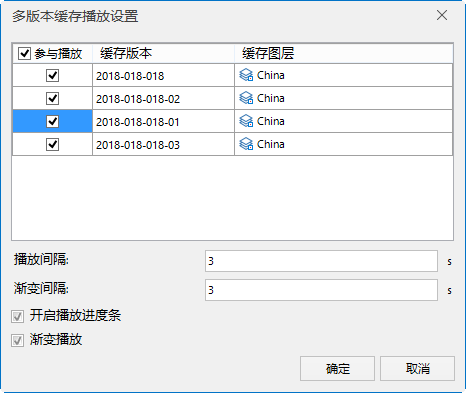 多版本缓存播放设置
参与播放 缓存版本 缓存图层
2018-018-018 China
2018-018-018-02 China
2018-018-018-01 China
2018-018-018-03 China
播放间隔: 3 s
渐变间隔: 3 s
开启播放进度条
渐变播放
确定 取消